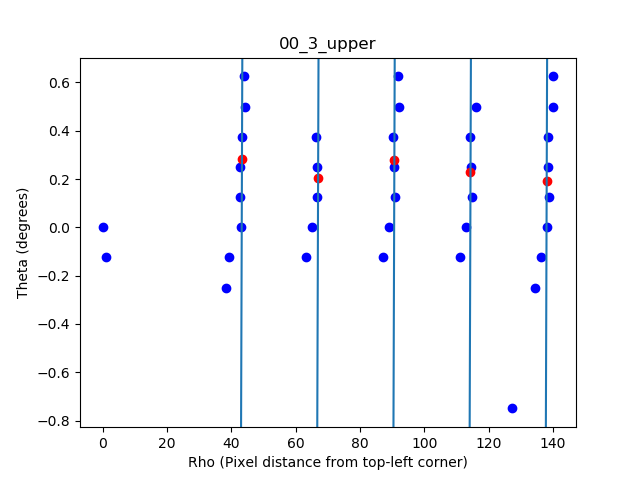 00_3_upper
0.6
0.4
0.2
0.0
−0.2
−0.4
−0.6
−0.8
Theta (degrees)
0 20 40 60 80 100 120 140
Rho (Pixel distance from top-left corner)